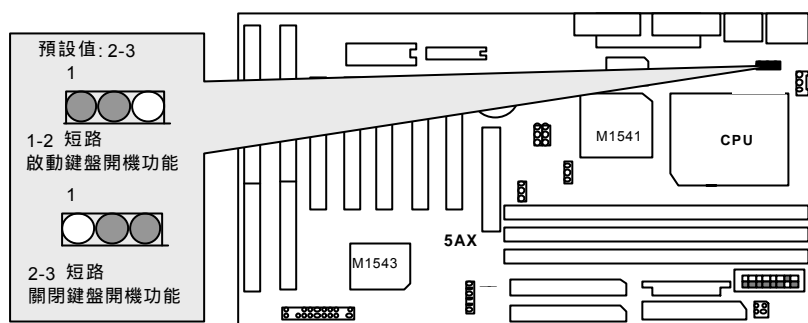 預設值: 2-3
1
1-2 短路
啟動鍵盤開機功能
1
2-3 短路
關閉鍵盤開機功能
M1541
CPU
5AX
M1543